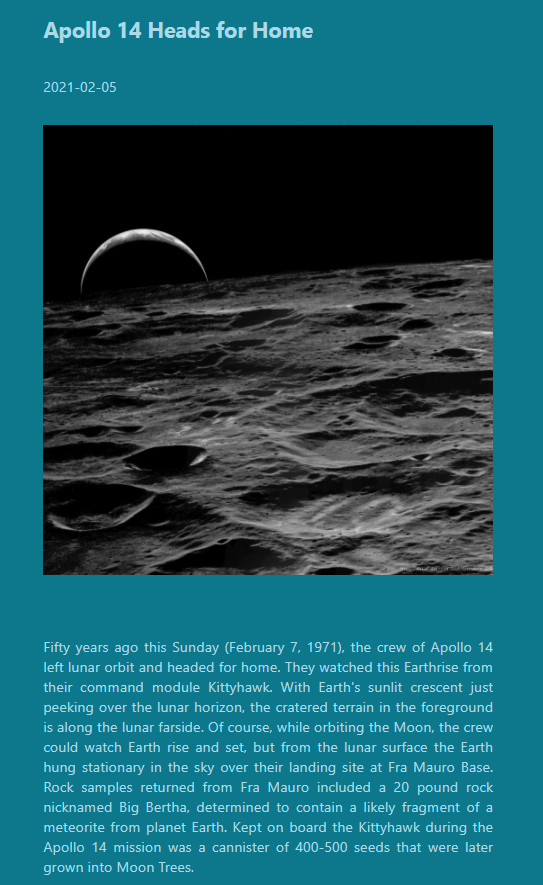 Apollo 14 Heads for Home
2021-02-05
Fifty years ago this Sunday (February 7, 1971), the crew of Apollo 14
left lunar orbit and headed for home. They watched this Earthrise from
their command module Kittyhawk. With Earth's sunlit crescent just
peeking over the lunar horizon, the cratered terrain in the foreground
is along the lunar farside. Of course, while orbiting the Moon, the crew
could watch Earth rise and set, but from the lunar surface the Earth
hung stationary in the sky over their landing site at Fra Mauro Base.
Rock samples returned from Fra Mauro included a 20 pound rock
nicknamed Big Bertha, determined to contain a likely fragment of a
meteorite from planet Earth. Kept on board the Kittyhawk during the
Apollo 14 mission was a cannister of 400-500 seeds that were later
grown into Moon Trees.